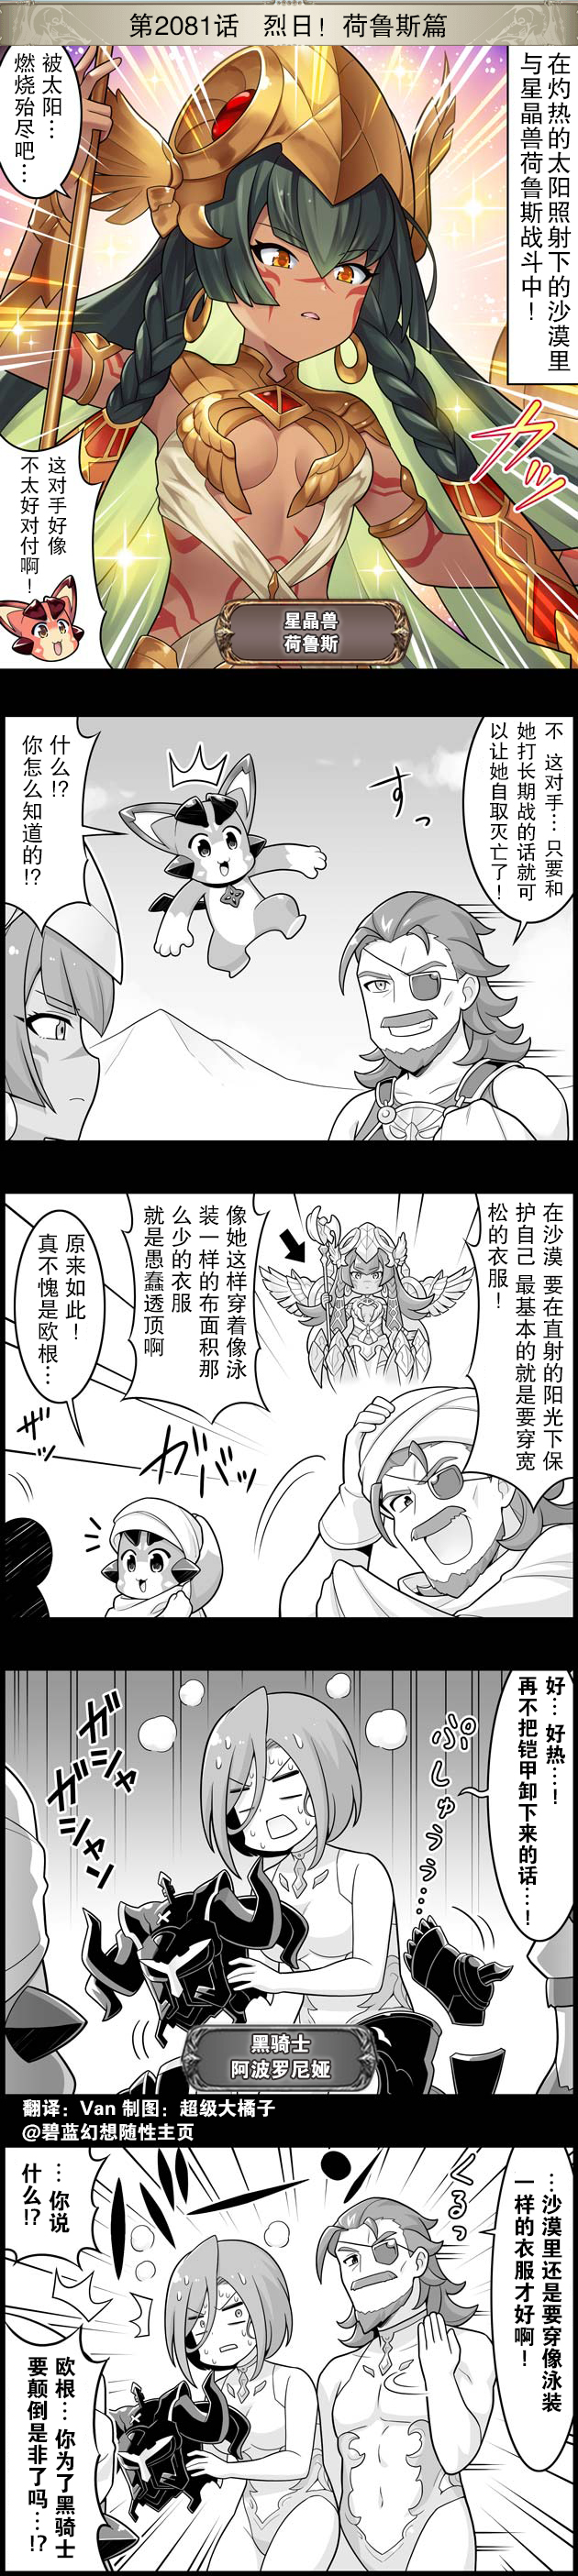 第2081话 烈日！荷鲁斯篇
在灼热的太阳照射下的沙漠里
与星晶兽荷鲁斯战斗中！
被太阳…
燃烧殆尽吧…
カッ
这对手好像
不太好对付啊！
星晶兽
荷鲁斯
不 这对手… 只要和
她打长期战的话就可
以让她自取灭亡了！
すっ
什么!?
你怎么知道的!?
在沙漠 要在直射的阳光下保
护自己 最基本的就是要穿宽
松的衣服！
像她这样穿着像泳
装一样的布面积那
么少的衣服
就是愚蠢透顶啊
原来如此！
真不愧是欧根…
ガバッ
ザッ
ザッ
好… 好热…！
再不把铠甲卸下来的话…！
ぷしゅうぅ…
ガシャ
ガシャン
黑骑士
阿波罗尼娅
翻译：Van 制图：超级大橘子
@碧蓝幻想随性主页
…沙漠里还是要穿像泳装
一样的衣服才好啊！
くるっ
…你说
什么!?
欧根… 你为了黑骑士
要颠倒是非了吗…!?